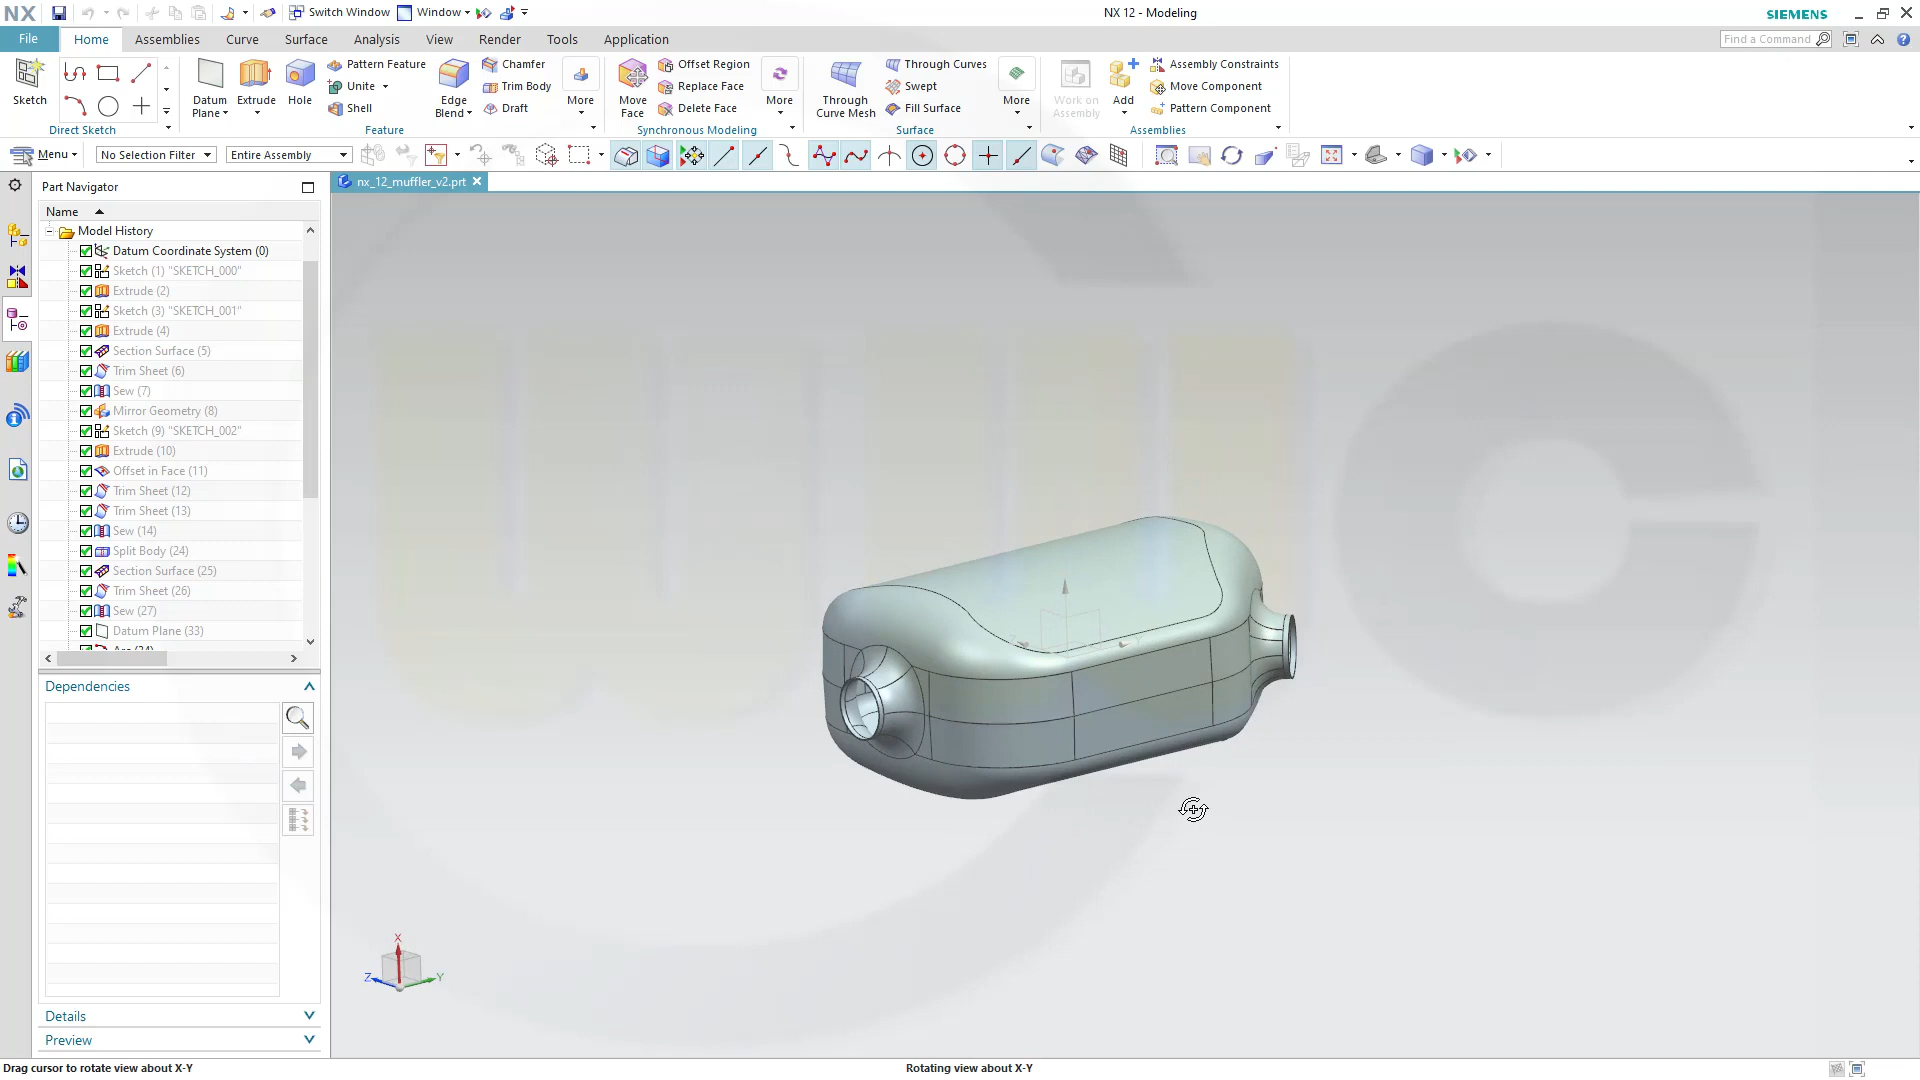 NX
Switch Window
Window
NX 12 - Modeling
SIEMENS
File
Home
Assemblies
Curve
Surface
Analysis
View
Render
Tools
Application
Find a Command
Sketch
Direct Sketch
Datum
Plane
Extrude
Hole
Pattern Feature
Unite
Shell
Edge
Blend
Chamfer
Trim Body
Draft
More
Feature
Move
Face
Offset Region
Replace Face
Delete Face
More
Synchronous Modeling
Through
Curve Mesh
Through Curves
Swept
Fill Surface
More
Surface
Work on
Assembly
Add
Assembly Constraints
Move Component
Pattern Component
Assemblies
Menu
No Selection Filter
Entire Assembly
Part Navigator
nx_12_muffler_v2.prt
Name
Model History
Datum Coordinate System (0)
Sketch (1) "SKETCH_000"
Extrude (2)
Sketch (3) "SKETCH_001"
Extrude (4)
Section Surface (5)
Trim Sheet (6)
Sew (7)
Mirror Geometry (8)
Sketch (9) "SKETCH_002"
Extrude (10)
Offset in Face (11)
Trim Sheet (12)
Trim Sheet (13)
Sew (14)
Split Body (24)
Section Surface (25)
Trim Sheet (26)
Sew (27)
Datum Plane (33)
Dependencies
Details
Preview
X
Z
Y
Drag cursor to rotate view about X-Y
Rotating view about X-Y